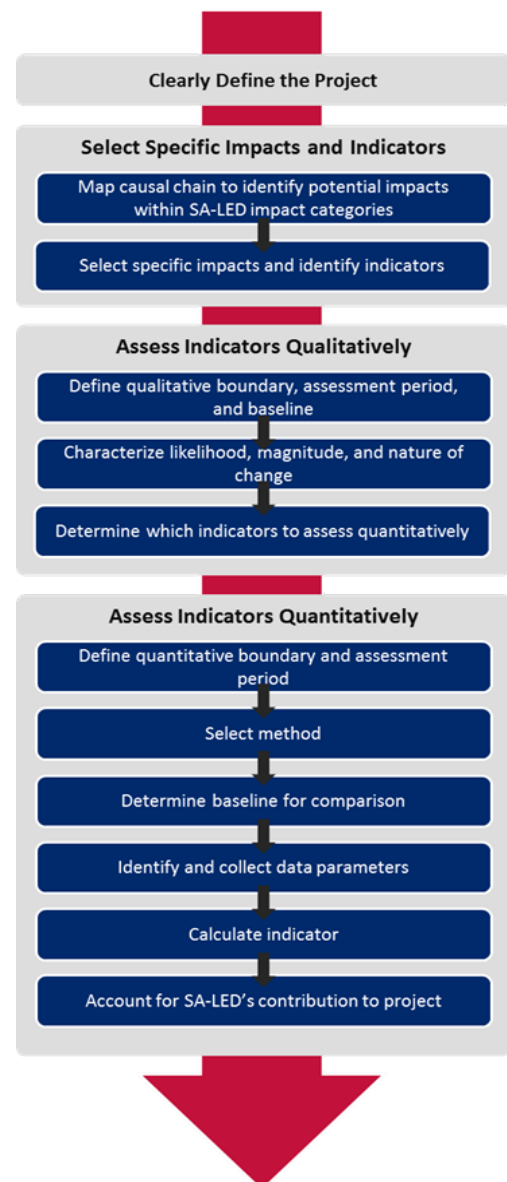 Clearly Define the Project
Select Specific Impacts and Indicators
Map causal chain to identify potential impacts
within SA-LED impact categories
Select specific impacts and identify indicators
Assess Indicators Qualitatively
Define qualitative boundary, assessment period,
and baseline
Characterize likelihood, magnitude, and nature of
change
Determine which indicators to assess quantitatively
Assess Indicators Quantitatively
Define quantitative boundary and assessment
period
Select method
Determine baseline for comparison
Identify and collect data parameters
Calculate indicator
Account for SA-LED's contribution to project